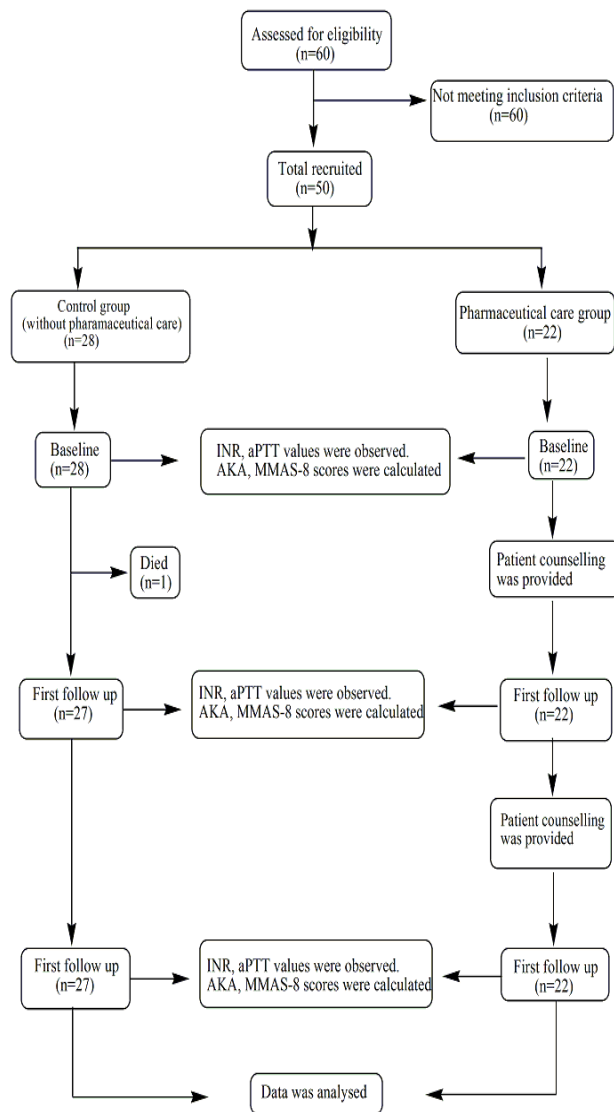 Assessed for eligibility
(n=60)
Not meeting inclusion criteria
(n=60)
Total recruited
(n=50)
Control group
(without pharamaceutical care)
(n=28)
Pharmaceutical care group
(n=22)
Baseline
(n=28)
INR, aPTT values were observed.
AKA, MMAS-8 scores were calculated
Baseline
(n=22)
Died
(n=1)
Patient counselling
was provided
First follow up
(n=27)
INR, aPTT values were observed.
AKA, MMAS-8 scores were calculated
First follow up
(n=22)
Patient counselling
was provided
First follow up
(n=27)
INR, aPTT values were observed.
AKA, MMAS-8 scores were calculated
First follow up
(n=22)
Data was analysed